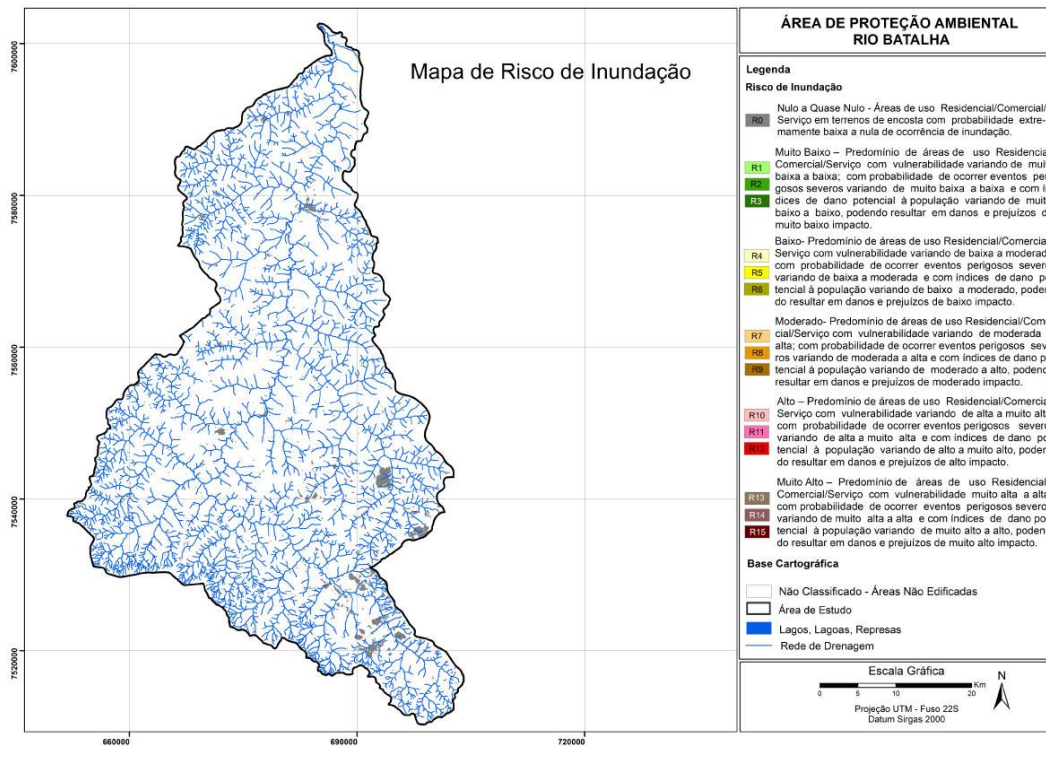 Mapa de Risco de Inundação
7600000
7580000
7560000
7540000
7520000
660000
690000
720000
ÁREA DE PROTEÇÃO AMBIENTAL
RIO BATALHA
Legenda
Risco de Inundação
Nulo a Quase Nulo - Áreas de uso Residencial/Comercial/
R0 Serviço em terrenos de encosta com probabilidade extre-
mamente baixa a nula de ocorrência de inundação.
Muito Baixo – Predomínio de áreas de uso Residencia
R1 Comercial/Serviço com vulnerabilidade variando de mui
R2 baixa a baixa; com probabilidade de ocorrer eventos pe
gosos severos variando de muito baixa a baixa e com í
R3 dices de dano potencial à população variando de muit
baixo a baixo, podendo resultar em danos e prejuízos d
muito baixo impacto.
Baixo- Predomínio de áreas de uso Residencial/Comercia
R4 Serviço com vulnerabilidade variando de baixa a moderad
com probabilidade de ocorrer eventos perigosos sever
R5 variando de baixa a moderada e com índices de dano p
R6 tencial à população variando de baixo a moderado, poden
do resultar em danos e prejuízos de baixo impacto.
Moderado- Predomínio de áreas de uso Residencial/Come
R7 cial/Serviço com vulnerabilidade variando de moderada
R8 alta; com probabilidade de ocorrer eventos perigosos sev
ros variando de moderada a alta e com índices de dano p
R9 tencial à população variando de moderado a alto, podend
resultar em danos e prejuízos de moderado impacto.
Alto – Predomínio de áreas de uso Residencial/Comercia
R10 Serviço com vulnerabilidade variando de alta a muito alt
R11 com probabilidade de ocorrer eventos perigosos sever
variando de alta a muito alta e com índices de dano po
R12 tencial à população variando de alto a muito alto, poden
do resultar em danos e prejuízos de alto impacto.
Muito Alto – Predomínio de áreas de uso Residencial
R13 Comercial/Serviço com vulnerabilidade muito alta a alta
R14 com probabilidade de ocorrer eventos perigosos severo
variando de muito alta a alta e com índices de dano po
R15 tencial à população variando de muito alto a alto, poden
do resultar em danos e prejuízos de muito alto impacto.
Base Cartográfica
Não Classificado - Áreas Não Edificadas
Área de Estudo
Lagos, Lagoas, Represas
Rede de Drenagem
Escala Gráfica
N
Km
0 5 10 20
Projeção UTM - Fuso 22S
Datum Sirgas 2000